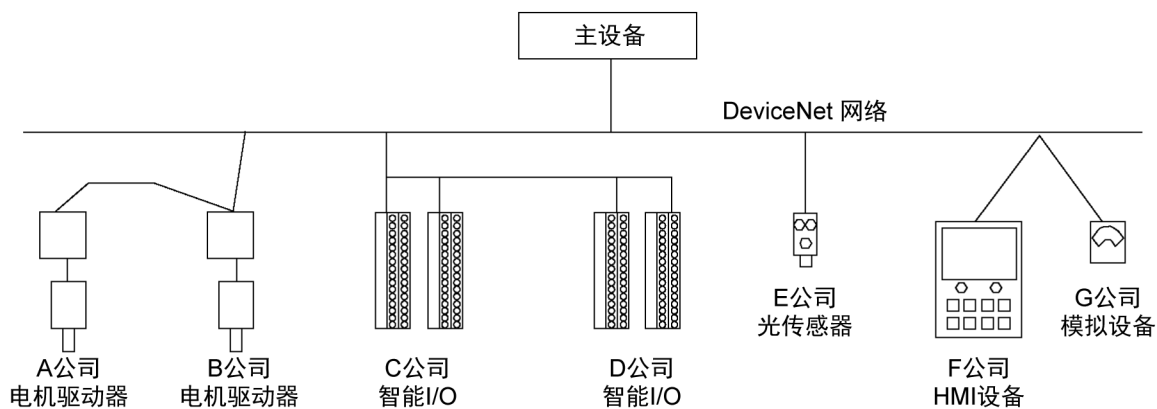 主设备
DeviceNet 网络
A公司
电机驱动器
B公司
电机驱动器
C公司
智能I/O
D公司
智能I/O
E公司
光传感器
F公司
HMI设备
G公司
模拟设备